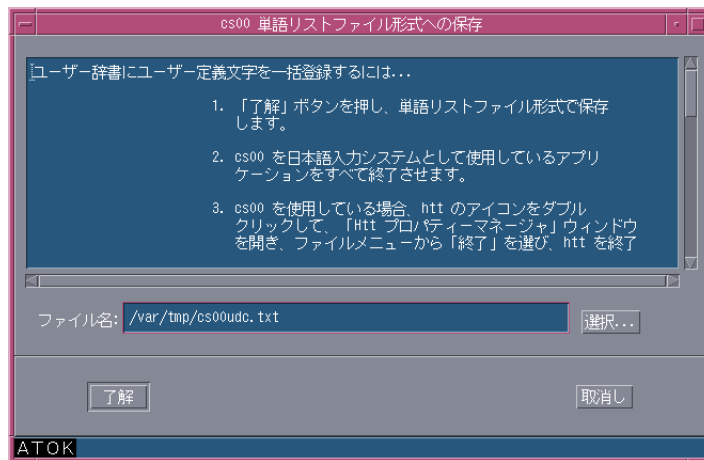 cs00 単語リストファイル形式への保存
ユーザー辞書にユーザー定義文字を一括登録するには...
1. 「了解」ボタンを押し、単語リストファイル形式で保存
します。
2. cs00 を日本語入力システムとして使用しているアプリ
ケーションをすべて終了させます。
3. cs00 を使用している場合、htt のアイコンをダブル
クリックして、「Htt プロパティーマネージャ」ウィンドウ
を開き、ファイルメニューから「終了」を選び、htt を終了
ファイル名: /var/tmp/cs00udc.txt 選択...
了解 取消し
ATOK